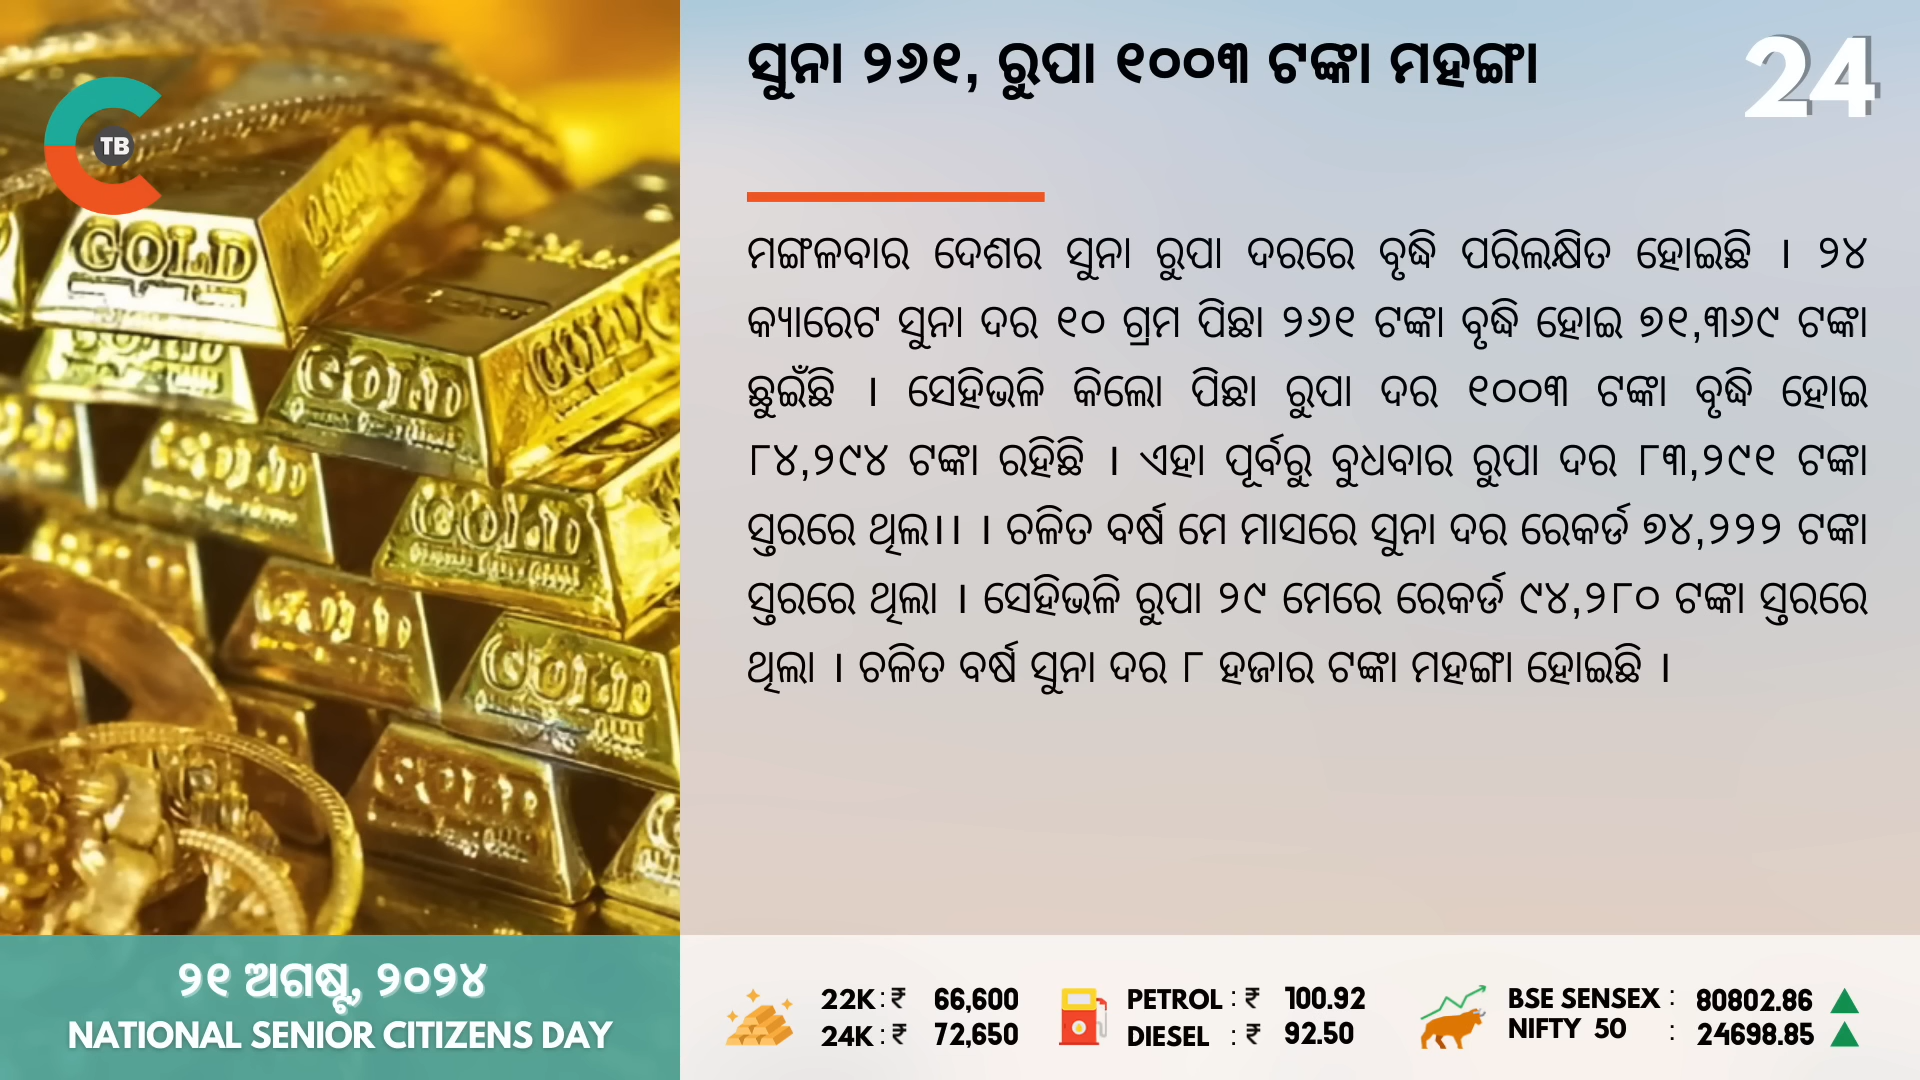 TB
GOLD
GOLD
ସୁନା ୨୬୧, ରୁପା ୧୦୦୩ ଟଙ୍କା ମହଙ୍ଗା
24
ମଙ୍ଗଳବାର ଦେଶର ସୁନା ରୁପା ଦରରେ ବୃଦ୍ଧି ପରିଲକ୍ଷିତ ହୋଇଛି । ୨୪
କ୍ୟାରେଟ ସୁନା ଦର ୧୦ ଗ୍ରାମ ପିଛା ୨୬୧ ଟଙ୍କା ବୃଦ୍ଧି ହୋଇ ୭୧,୩୬୯ ଟଙ୍କା
ଛୁଇଁଛି । ସେହିଭଳି କିଲୋ ପିଛା ରୁପା ଦର ୧୦୦୩ ଟଙ୍କା ବୃଦ୍ଧି ହୋଇ
୮୪,୨୯୪ ଟଙ୍କା ରହିଛି । ଏହା ପୂର୍ବରୁ ବୁଧବାର ରୁପା ଦର ୮୩,୨୯୧ ଟଙ୍କା
ସ୍ତରରେ ଥିଲ।। । ଚଳିତ ବର୍ଷ ମେ ମାସରେ ସୁନା ଦର ରେକର୍ଡ ୭୪,୨୨୨ ଟଙ୍କା
ସ୍ତରରେ ଥିଲା । ସେହିଭଳି ରୁପା ୨୯ ମେରେ ରେକର୍ଡ ୯୪,୨୮୦ ଟଙ୍କା ସ୍ତରରେ
ଥିଲା । ଚଳିତ ବର୍ଷ ସୁନା ଦର ୮ ହଜାର ଟଙ୍କା ମହଙ୍ଗା ହୋଇଛି ।
୨୧ ଅଗଷ୍ଟ, ୨୦୨୪
NATIONAL SENIOR CITIZENS DAY
22K : ₹ 66,600
24K : ₹ 72,650
PETROL : ₹ 100.92
DIESEL : ₹ 92.50
BSE SENSEX : 80802.86
NIFTY 50 : 24698.85